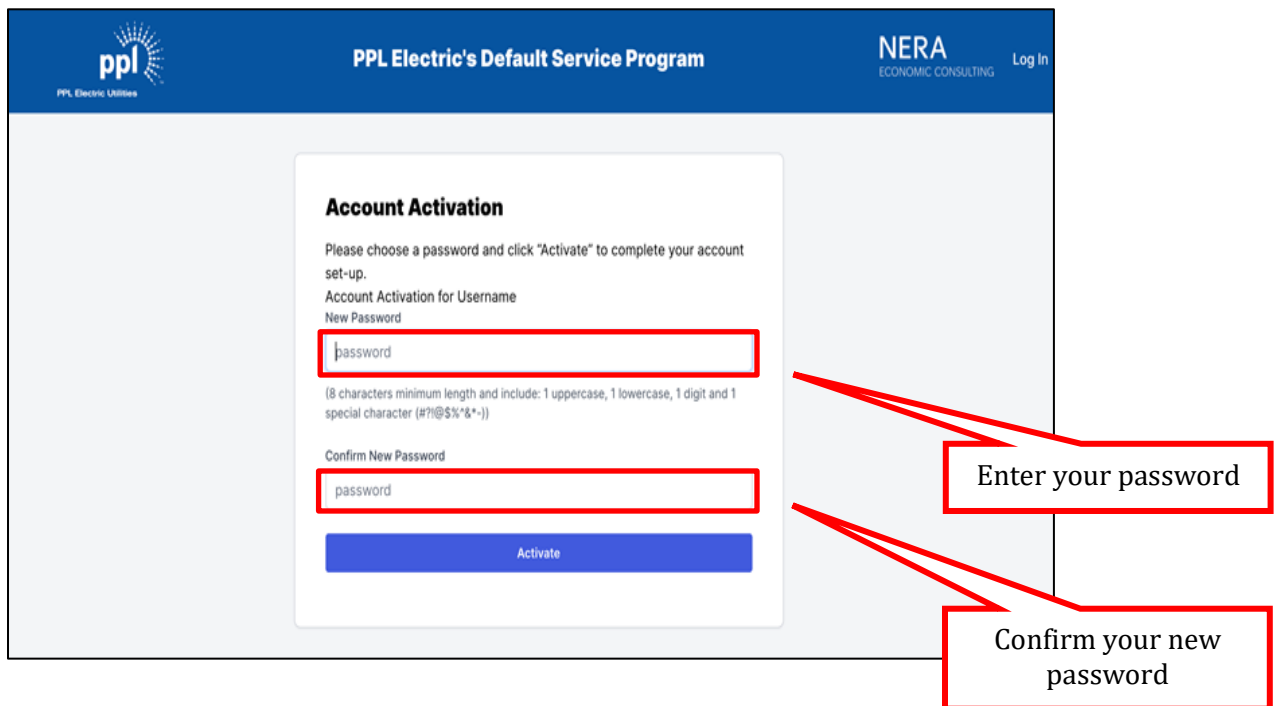 ppl
PPL Electric Utilities
PPL Electric's Default Service Program
NERA
ECONOMIC CONSULTING
Log In
Account Activation
Please choose a password and click "Activate" to complete your account
set-up.
Account Activation for Username
New Password
password
(8 characters minimum length and include: 1 uppercase, 1 lowercase, 1 digit and 1
special character (#?!@$%^&*-))
Confirm New Password
password
Activate
Enter your password
Confirm your new
password